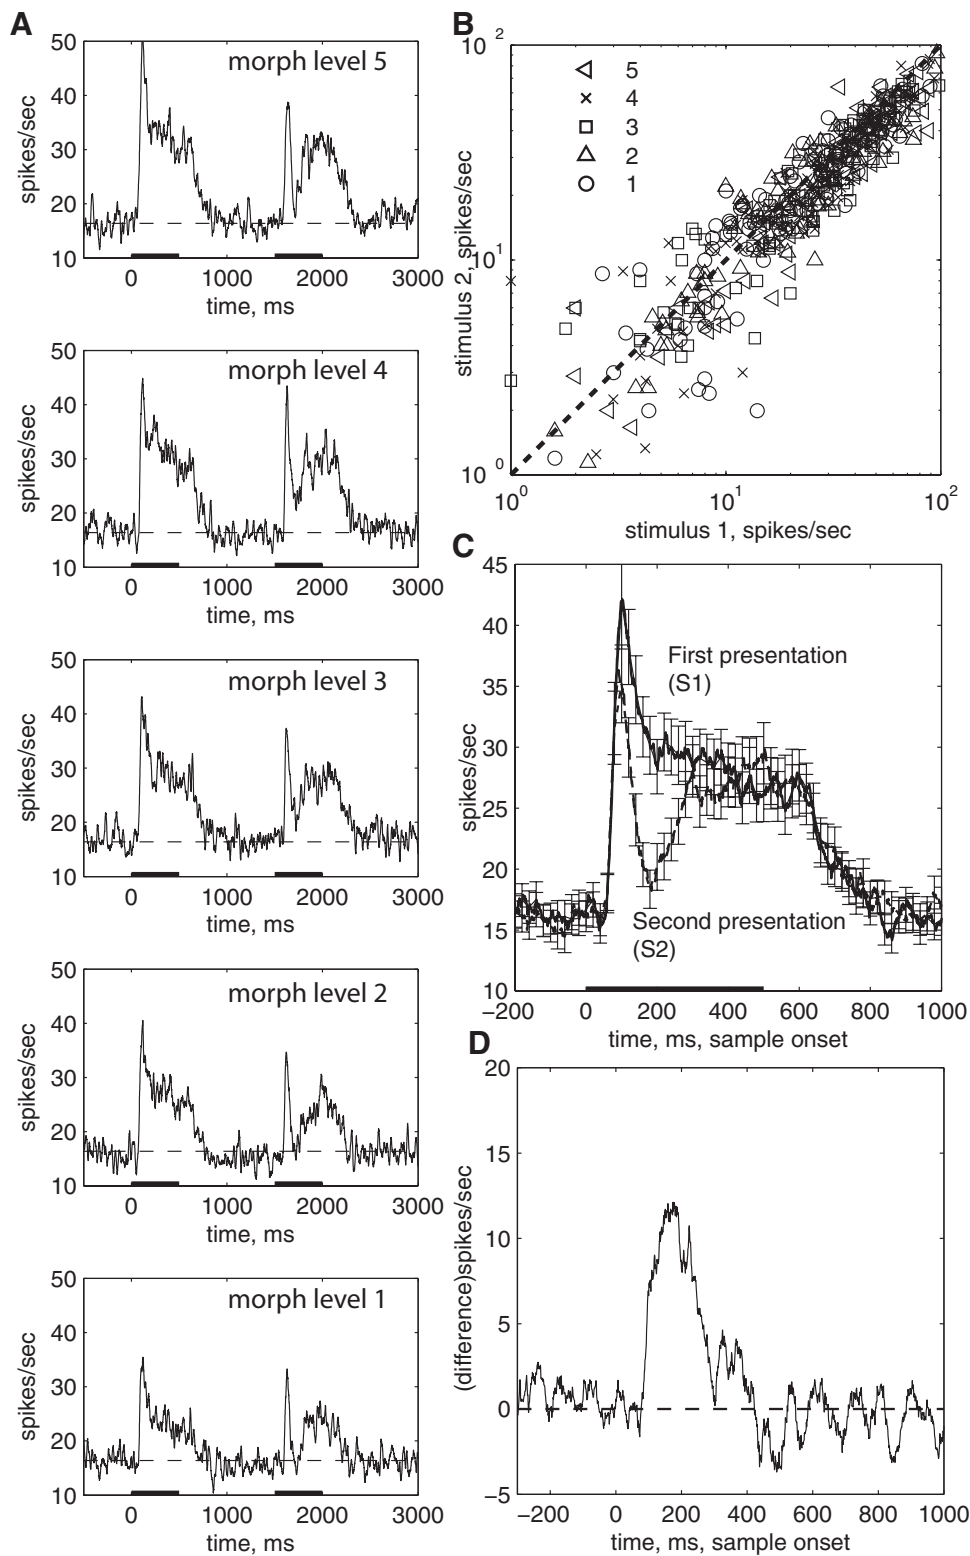 A
morph level 5
50
40
30
20
10
spikes/sec
0 1000 2000 3000
time, ms
morph level 4
50
40
30
20
10
spikes/sec
0 1000 2000 3000
time, ms
morph level 3
50
40
30
20
10
spikes/sec
0 1000 2000 3000
time, ms
morph level 2
50
40
30
20
10
spikes/sec
0 1000 2000 3000
time, ms
morph level 1
50
40
30
20
10
spikes/sec
0 1000 2000 3000
time, ms
B
10 2
10 1
10 0
stimulus 2, spikes/sec
5
4
3
2
1
10 0 10 1 10 2
stimulus 1, spikes/sec
C
45
40
35
30
25
20
15
10
spikes/sec
First presentation
(S1)
Second presentation
(S2)
−200 0 200 400 600 800 1000
time, ms, sample onset
D
20
15
10
5
0
−5
(difference)spikes/sec
−200 0 200 400 600 800 1000
time, ms, sample onset